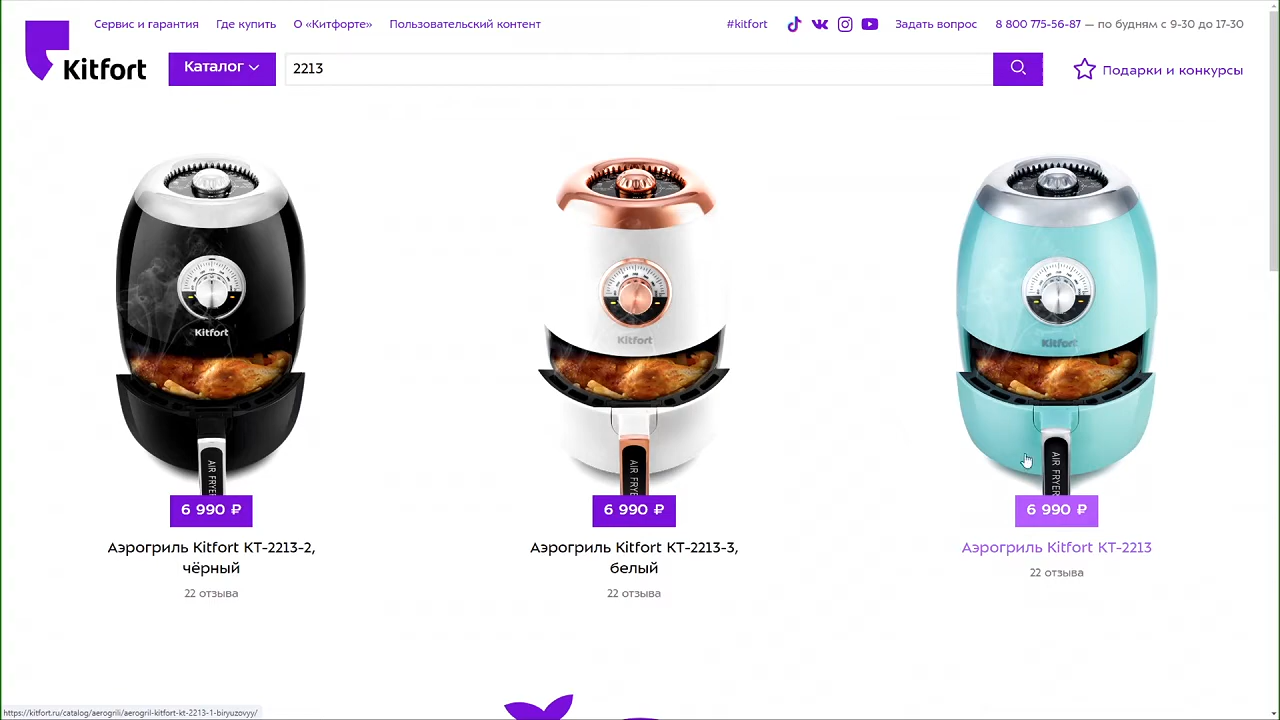 Сервис и гарантия Где купить О «Китфорте» Пользовательский контент #kitfort Задать вопрос 8 800 775-56-87 — по будням с 9-30 до 17-30
Kitfort Каталог 2213 Подарки и конкурсы
Kitfort
Kitfort
Kitfort
AIR FRYER
AIR FRYER
AIR FRYER
6 990 ₽ 6 990 ₽ 6 990 ₽
Аэрогриль Kitfort КТ-2213-2, чёрный
22 отзыва
Аэрогриль Kitfort КТ-2213-3, белый
22 отзыва
Аэрогриль Kitfort КТ-2213
22 отзыва
https://kitfort.ru/catalog/aerogrili/aerogril-kitfort-kt-2213-1-biryuzovyy/